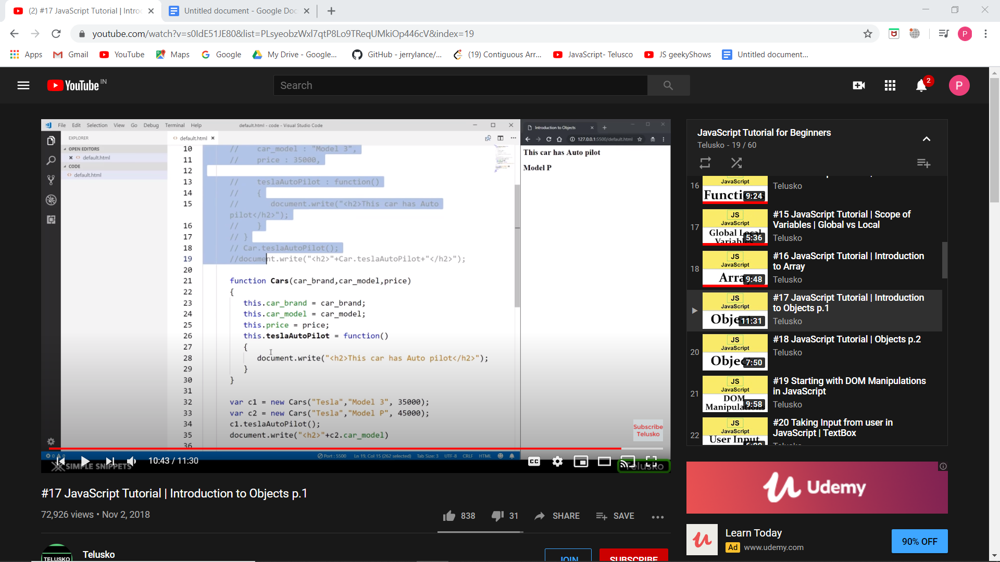 (2) #17 JavaScript Tutorial | Intro
Untitled document - Google Doc
youtube.com/watch?v=s0IdE51JE80&list=PLsyeobzWxl7qtP8Lo9TReqUMkiOp446cV&index=19
Apps Gmail YouTube Maps Google My Drive - Google... GitHub - jerrylance/... (19) Contiguous Arr... JavaScript- Telusco JS geekyShows Untitled document...
YouTube IN
Search
2
P
File Edit Selection View Go Debug Terminal Help default.html - code - Visual Studio Code
EXPLORER
OPEN EDITORS
default.html
CODE
default.html
default.html
10 // car_model : "Model 3",
11 // price : 35000,
12
13 // teslaAutoPilot : function()
14 // {
15 // document.write("<h2>This car has Auto
pilot</h2>");
16 // }
17 // }
18 // Car.teslaAutoPilot();
19 //document.write("<h2>"+Car.teslaAutoPilot+"</h2>");
20
21 function Cars(car_brand,car_model,price)
22 {
23 this.car_brand = car_brand;
24 this.car_model = car_model;
25 this.price = price;
26 this.teslaAutoPilot = function()
27 {
28 document.write("<h2>This car has Auto pilot</h2>");
29 }
30 }
31
32 var c1 = new Cars("Tesla","Model 3", 35000);
33 var c2 = new Cars("Tesla","Model P", 45000);
34 c1.teslaAutoPilot();
35 document.write("<h2>"+c2.car_model)
36
Port : 5500 Ln 19, Col 15 (262 selected) Tab Size: 3 UTF-8 CRLF HTML
Introduction to Objects
127.0.0.1:5500/default.html
This car has Auto pilot
Model P
Subscribe
Telusko
10:43 / 11:30
CC
SIMPLE SNIPPETS
Telusko
#17 JavaScript Tutorial | Introduction to Objects p.1
72,926 views • Nov 2, 2018
838 31 SHARE SAVE
TELUSKO
Telusko
JOIN
SUBSCRIBE
JavaScript Tutorial for Beginners
Telusko - 19 / 60
16
JavaScript
Functi
9:24
Telusko
17
JS
JavaScript
Global Local
Variables
5:36
#15 JavaScript Tutorial | Scope of
Variables | Global vs Local
Telusko
18
JS
JavaScript
Array
9:48
#16 JavaScript Tutorial | Introduction
to Array
Telusko
JS
JavaScript
Obje
11:31
#17 JavaScript Tutorial | Introduction
to Objects p.1
Telusko
20
JS
JavaScript
Objec
7:50
#18 JavaScript Tutorial | Objects p.2
Telusko
21
JS
JavaScript
DOM
Manipulations
9:58
#19 Starting with DOM Manipulations
in JavaScript
Telusko
22
JS
JavaScript
User Input
#20 Taking Input from user in
JavaScript | TextBox
Udemy
Learn Today
Ad www.udemy.com
90% OFF